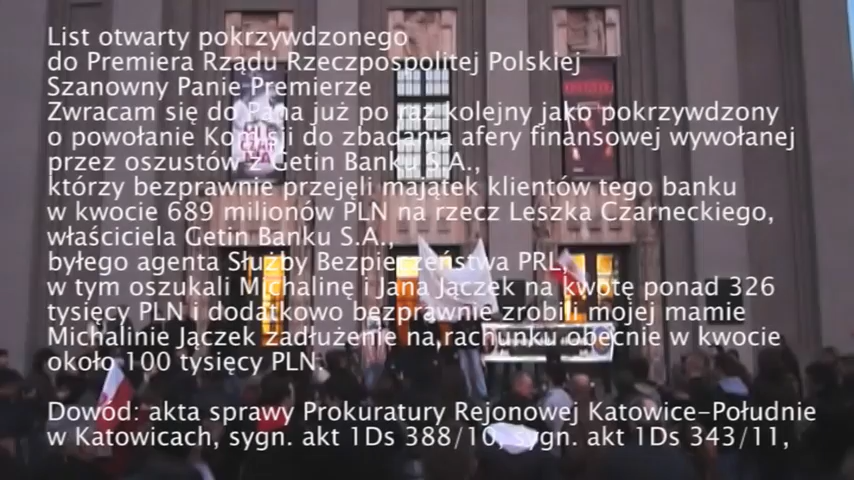 List otwarty pokrzywdzonego
do Premiera Rządu Rzeczpospolitej Polskiej
Szanowny Panie Premierze
Zwracam się do Pana już po raz kolejny jako pokrzywdzony
o powołanie Komisji do zbadania afery finansowej wywołanej
przez oszustów z Getin Banku S.A.,
którzy bezprawnie przejęli majątek klientów tego banku
w kwocie 689 milionów PLN na rzecz Leszka Czarneckiego,
właściciela Getin Banku S.A.,
byłego agenta Służby Bezpieczeństwa PRL,
w tym oszukali Michalinę i Jana Jączek na kwotę ponad 326
tysięcy PLN i dodatkowo bezprawnie zrobili mojej mamie
Michalinie Jączek zadłużenie na,rachunku obecnie w kwocie
około 100 tysięcy PLN.
Dowód: akta sprawy Prokuratury Rejonowej Katowice-Południe
w Katowicach, sygn. akt 1Ds 388/10, sygn. akt 1Ds 343/11,